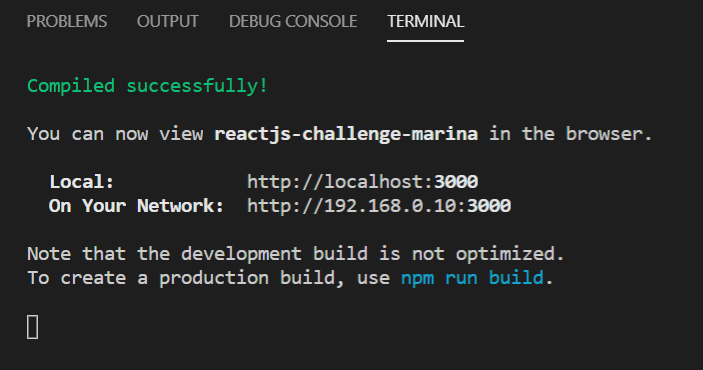 PROBLEMS OUTPUT DEBUG CONSOLE TERMINAL
Compiled successfully!
You can now view reactjs-challenge-marina in the browser.
Local: http://localhost:3000
On Your Network: http://192.168.0.10:3000
Note that the development build is not optimized.
To create a production build, use npm run build.